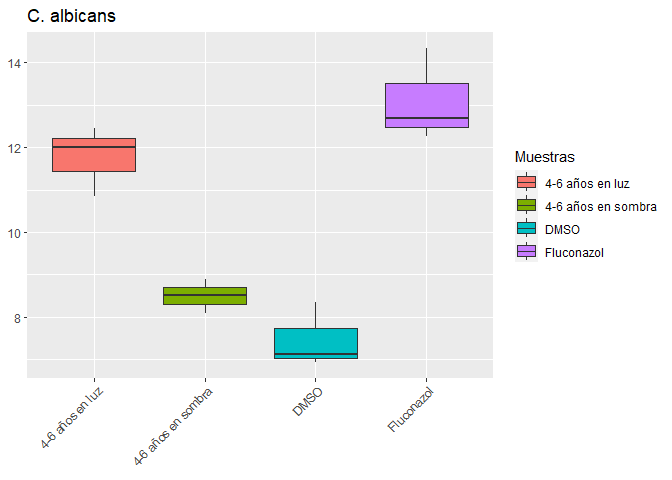 C. albicans
14
12
10
8
4-6 años en luz
4-6 años en sombra
DMSO
Fluconazol
Muestras
4-6 años en luz
4-6 años en sombra
DMSO
Fluconazol